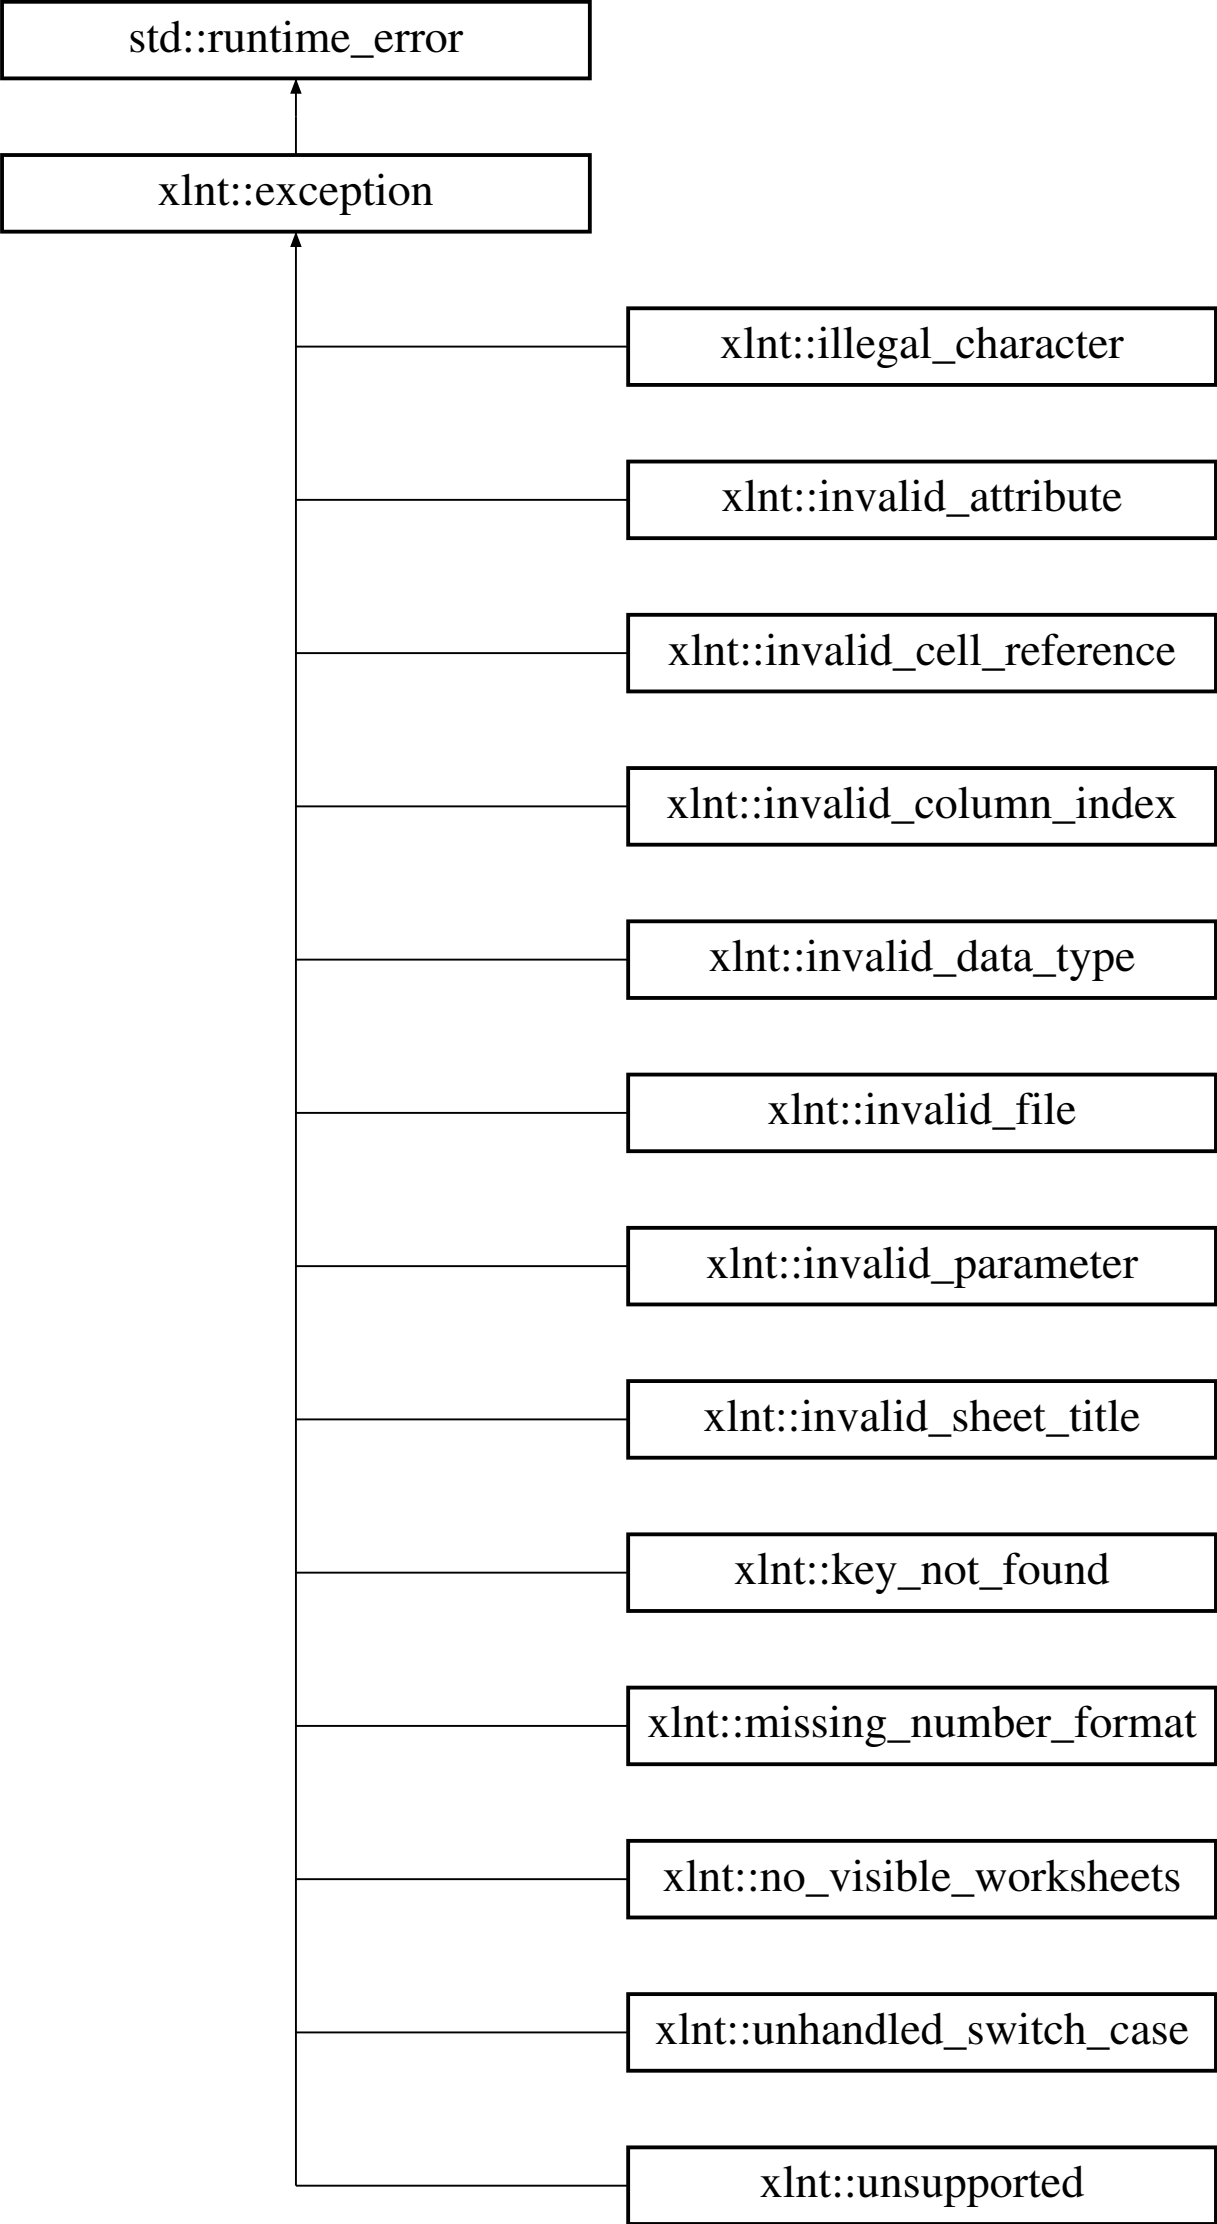 std::runtime_error
xlnt::exception
xlnt::illegal_character
xlnt::invalid_attribute
xlnt::invalid_cell_reference
xlnt::invalid_column_index
xlnt::invalid_data_type
xlnt::invalid_file
xlnt::invalid_parameter
xlnt::invalid_sheet_title
xlnt::key_not_found
xlnt::missing_number_format
xlnt::no_visible_worksheets
xlnt::unhandled_switch_case
xlnt::unsupported